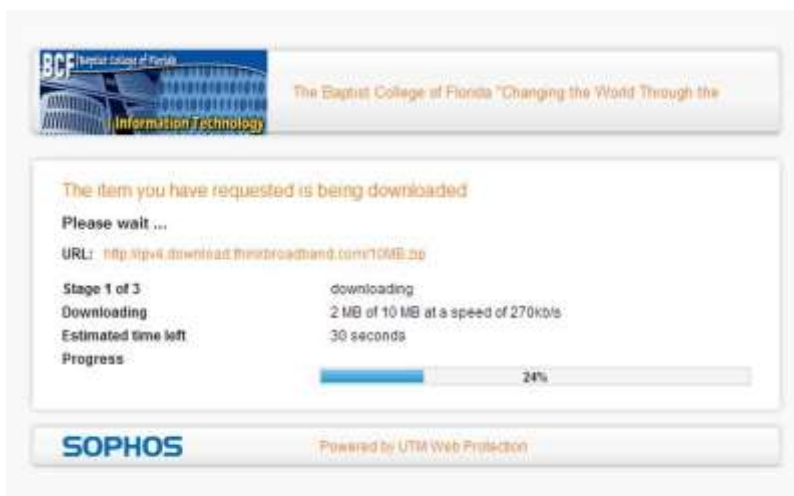 BCF Baptist College of Florida
Information Technology
The Baptist College of Florida "Changing the World Through the
The item you have requested is being downloaded
Please wait ...
URL: http://ipv4.download.thinkbroadband.com/10MB.zip
Stage 1 of 3 downloading
Downloading 2 MB of 10 MB at a speed of 270kb/s
Estimated time left 30 seconds
Progress
24%
SOPHOS Powered by UTM Web Protection